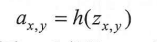 a_{x,y} = h(z_{x,y})